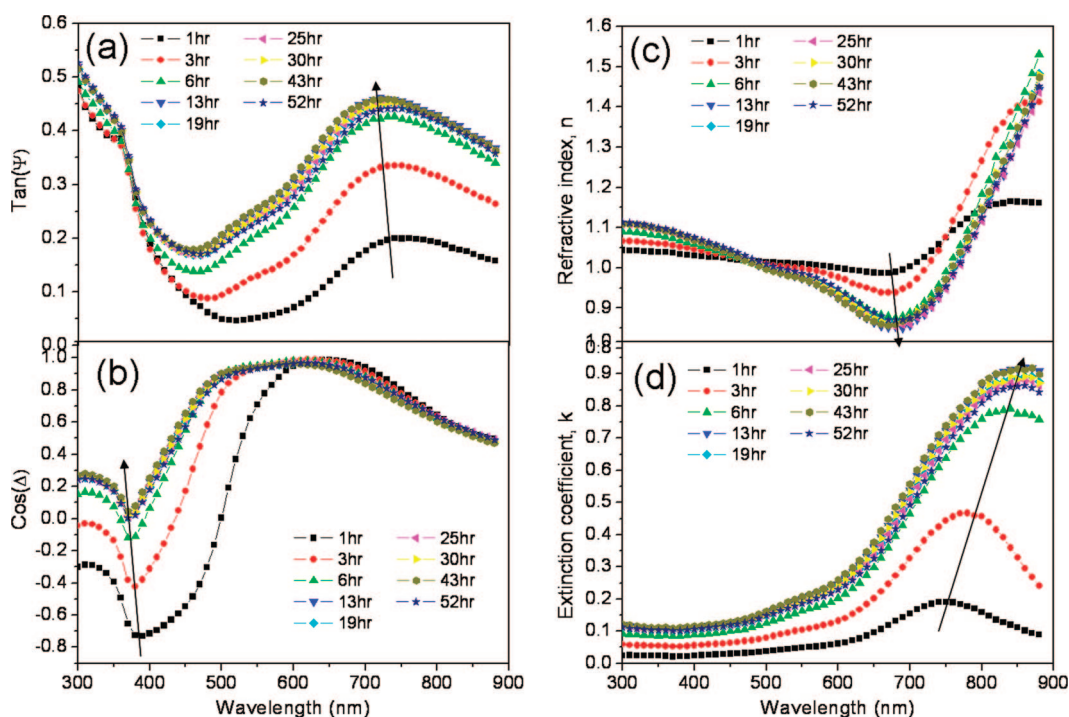 (a)
1hr 25hr
3hr 30hr
6hr 43hr
13hr 52hr
19hr
0.6
0.5
0.4
0.3
0.2
0.1
0.0
Tan(Ψ)
(b)
1.0
0.8
0.6
0.4
0.2
0.0
-0.2
-0.4
-0.6
-0.8
Cos(Δ)
1hr 25hr
3hr 30hr
6hr 43hr
13hr 52hr
19hr
300 400 500 600 700 800 900
Wavelength (nm)
(c)
1hr 25hr
3hr 30hr
6hr 43hr
13hr 52hr
19hr
1.6
1.5
1.4
1.3
1.2
1.1
1.0
0.9
Refractive index, n
(d)
1hr 25hr
3hr 30hr
6hr 43hr
13hr 52hr
19hr
0.9
0.8
0.7
0.6
0.5
0.4
0.3
0.2
0.1
0.0
Extinction coefficient, k
300 400 500 600 700 800 900
Wavelength (nm)